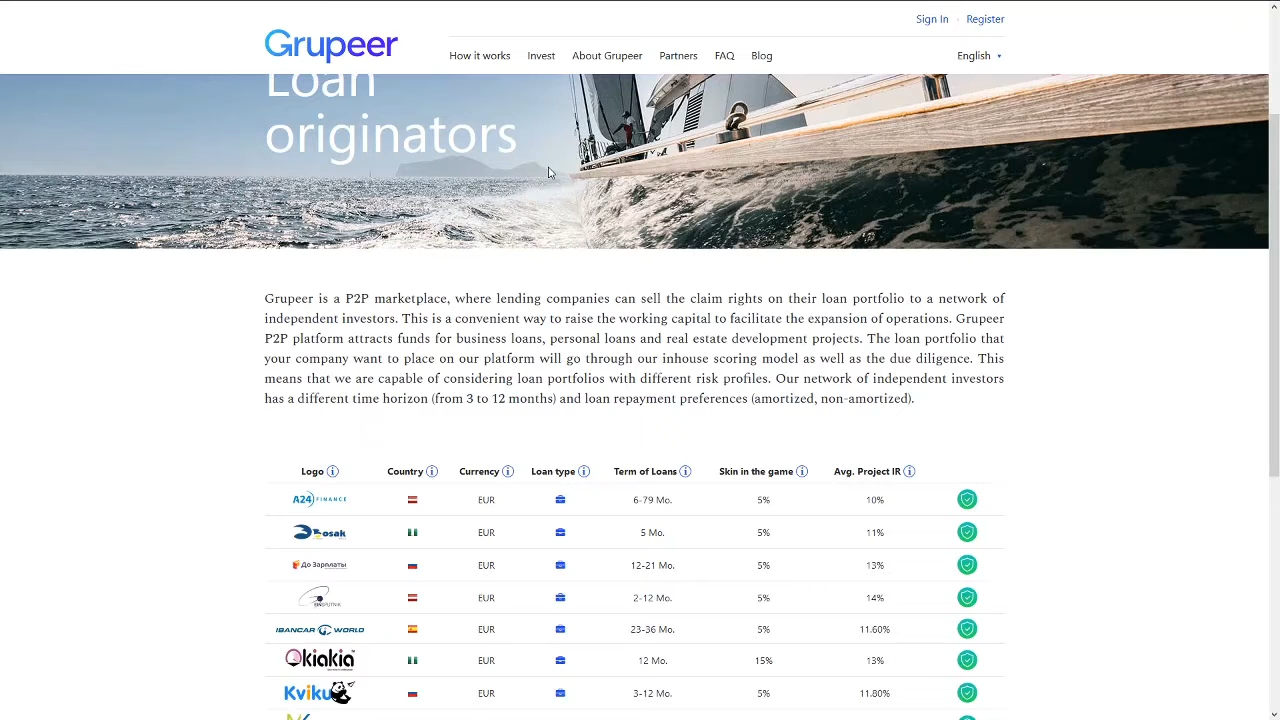 Sign In
Register
Grupeer
How it works
Invest
About Grupeer
Partners
FAQ
Blog
English
Loan
originators
Grupeer is a P2P marketplace, where lending companies can sell the claim rights on their loan portfolio to a network of
independent investors. This is a convenient way to raise the working capital to facilitate the expansion of operations. Grupeer
P2P platform attracts funds for business loans, personal loans and real estate development projects. The loan portfolio that
your company want to place on our platform will go through our inhouse scoring model as well as the due diligence. This
means that we are capable of considering loan portfolios with different risk profiles. Our network of independent investors
has a different time horizon (from 3 to 12 months) and loan repayment preferences (amortized, non-amortized).
Logo Country Currency Loan type Term of Loans Skin in the game Avg. Project IR
A24 FINANCE EUR 6-79 Mo. 5% 10%
Bosak EUR 5 Mo. 5% 11%
До Зарплаты EUR 12-21 Mo. 5% 13%
EUR 2-12 Mo. 5% 14%
IBANCAR WORLD EUR 23-36 Mo. 5% 11.60%
Kiakia EUR 12 Mo. 15% 13%
Kviku EUR 3-12 Mo. 5% 11.80%